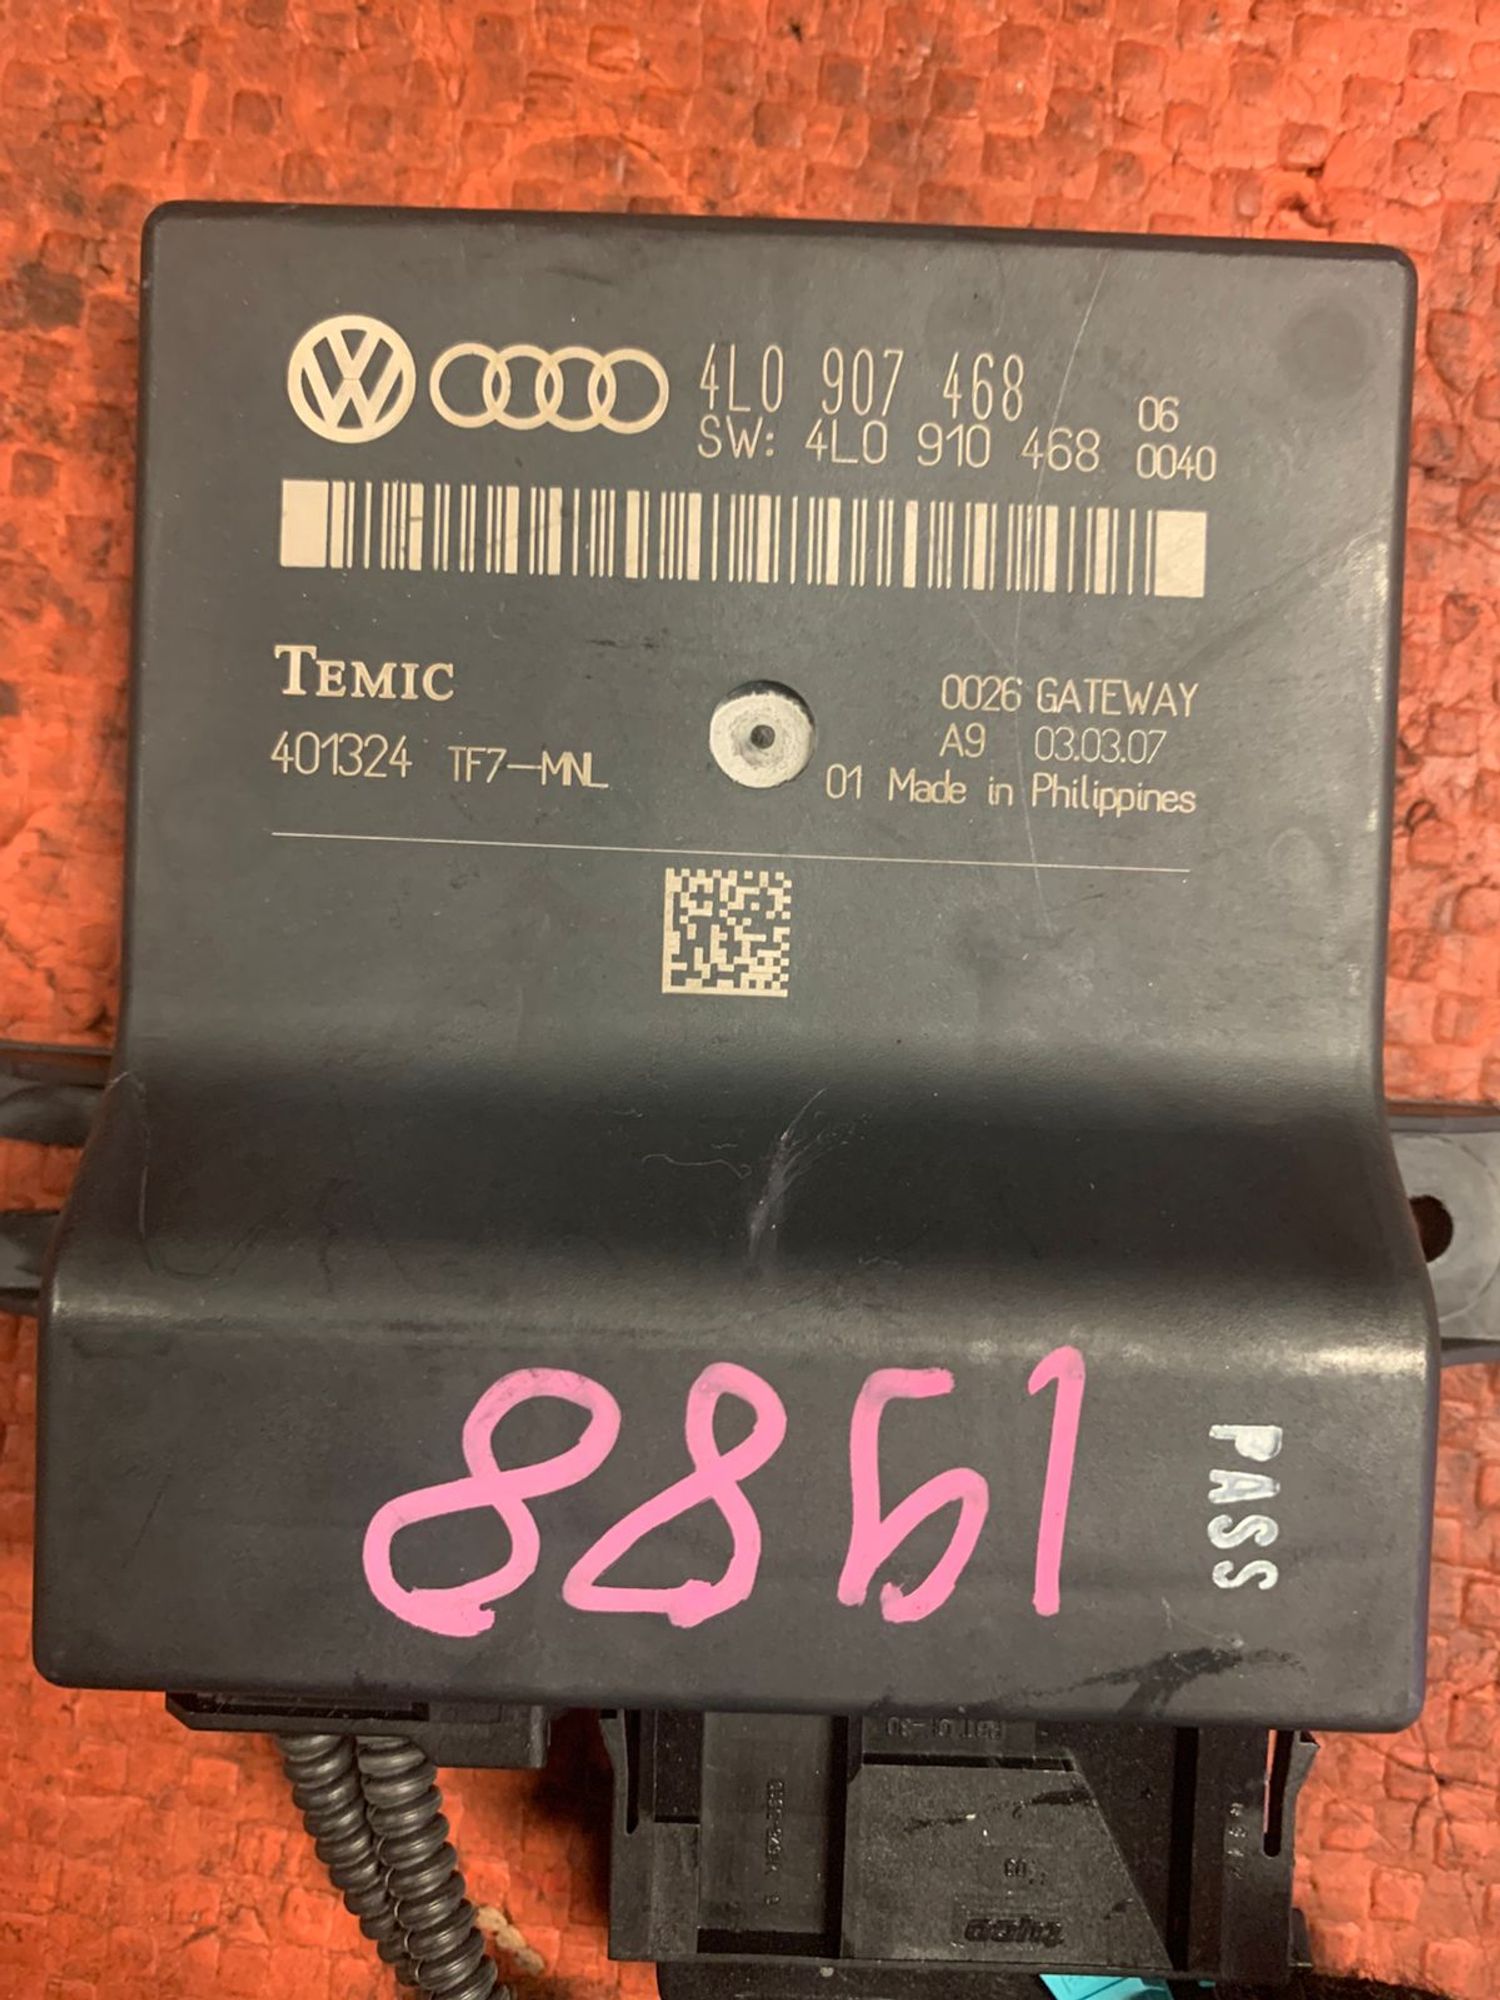 4L0 907 468 06
SW: 4L0 910 468 0040
TEMIC
401324 TF7-MNL
0026 GATEWAY
A9 03.03.07
01 Made in Philippines
8851
PASS